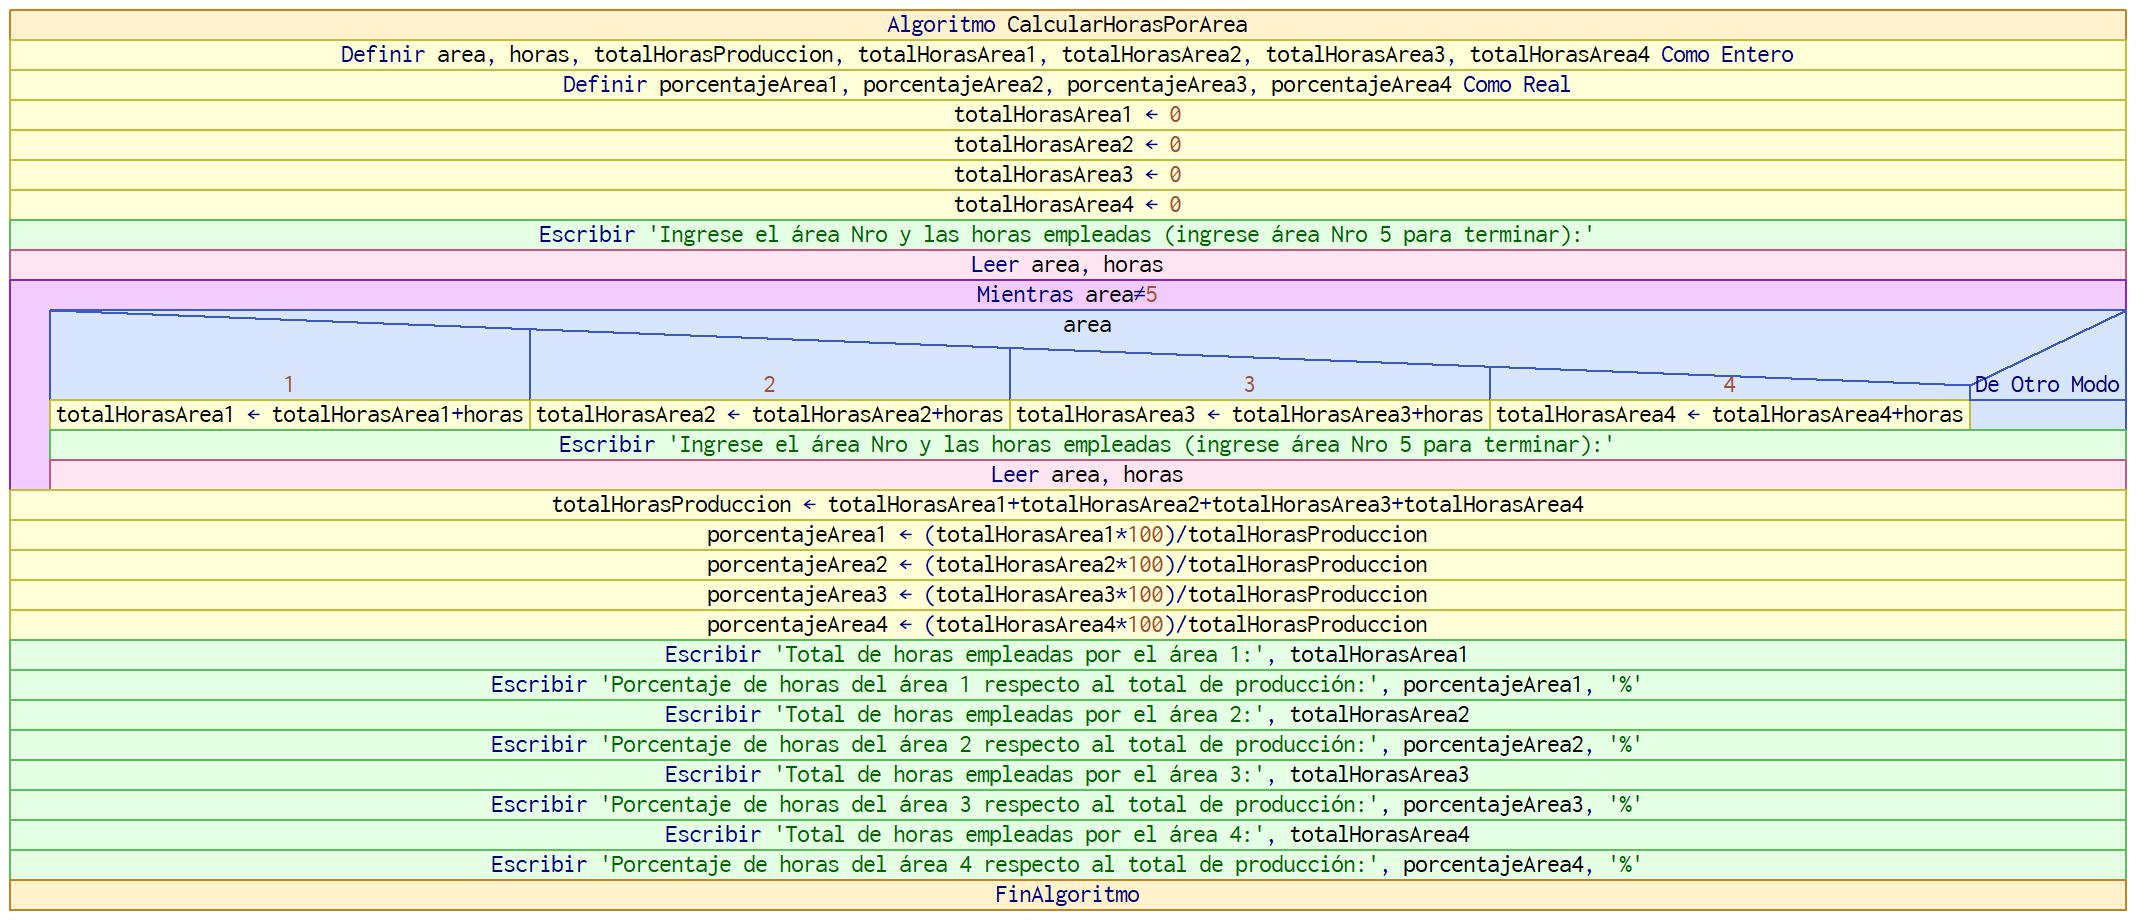 Algoritmo CalcularHorasPorArea
Definir area, horas, totalHorasProduccion, totalHorasArea1, totalHorasArea2, totalHorasArea3, totalHorasArea4 Como Entero
Definir porcentajeArea1, porcentajeArea2, porcentajeArea3, porcentajeArea4 Como Real
totalHorasArea1 ← 0
totalHorasArea2 ← 0
totalHorasArea3 ← 0
totalHorasArea4 ← 0
Escribir 'Ingrese el área Nro y las horas empleadas (ingrese área Nro 5 para terminar):'
Leer area, horas
Mientras area≠5
area
1 2 3 4 De Otro Modo
totalHorasArea1 ← totalHorasArea1+horas totalHorasArea2 ← totalHorasArea2+horas totalHorasArea3 ← totalHorasArea3+horas totalHorasArea4 ← totalHorasArea4+horas
Escribir 'Ingrese el área Nro y las horas empleadas (ingrese área Nro 5 para terminar):'
Leer area, horas
totalHorasProduccion ← totalHorasArea1+totalHorasArea2+totalHorasArea3+totalHorasArea4
porcentajeArea1 ← (totalHorasArea1*100)/totalHorasProduccion
porcentajeArea2 ← (totalHorasArea2*100)/totalHorasProduccion
porcentajeArea3 ← (totalHorasArea3*100)/totalHorasProduccion
porcentajeArea4 ← (totalHorasArea4*100)/totalHorasProduccion
Escribir 'Total de horas empleadas por el área 1:', totalHorasArea1
Escribir 'Porcentaje de horas del área 1 respecto al total de producción:', porcentajeArea1, '%'
Escribir 'Total de horas empleadas por el área 2:', totalHorasArea2
Escribir 'Porcentaje de horas del área 2 respecto al total de producción:', porcentajeArea2, '%'
Escribir 'Total de horas empleadas por el área 3:', totalHorasArea3
Escribir 'Porcentaje de horas del área 3 respecto al total de producción:', porcentajeArea3, '%'
Escribir 'Total de horas empleadas por el área 4:', totalHorasArea4
Escribir 'Porcentaje de horas del área 4 respecto al total de producción:', porcentajeArea4, '%'
FinAlgoritmo